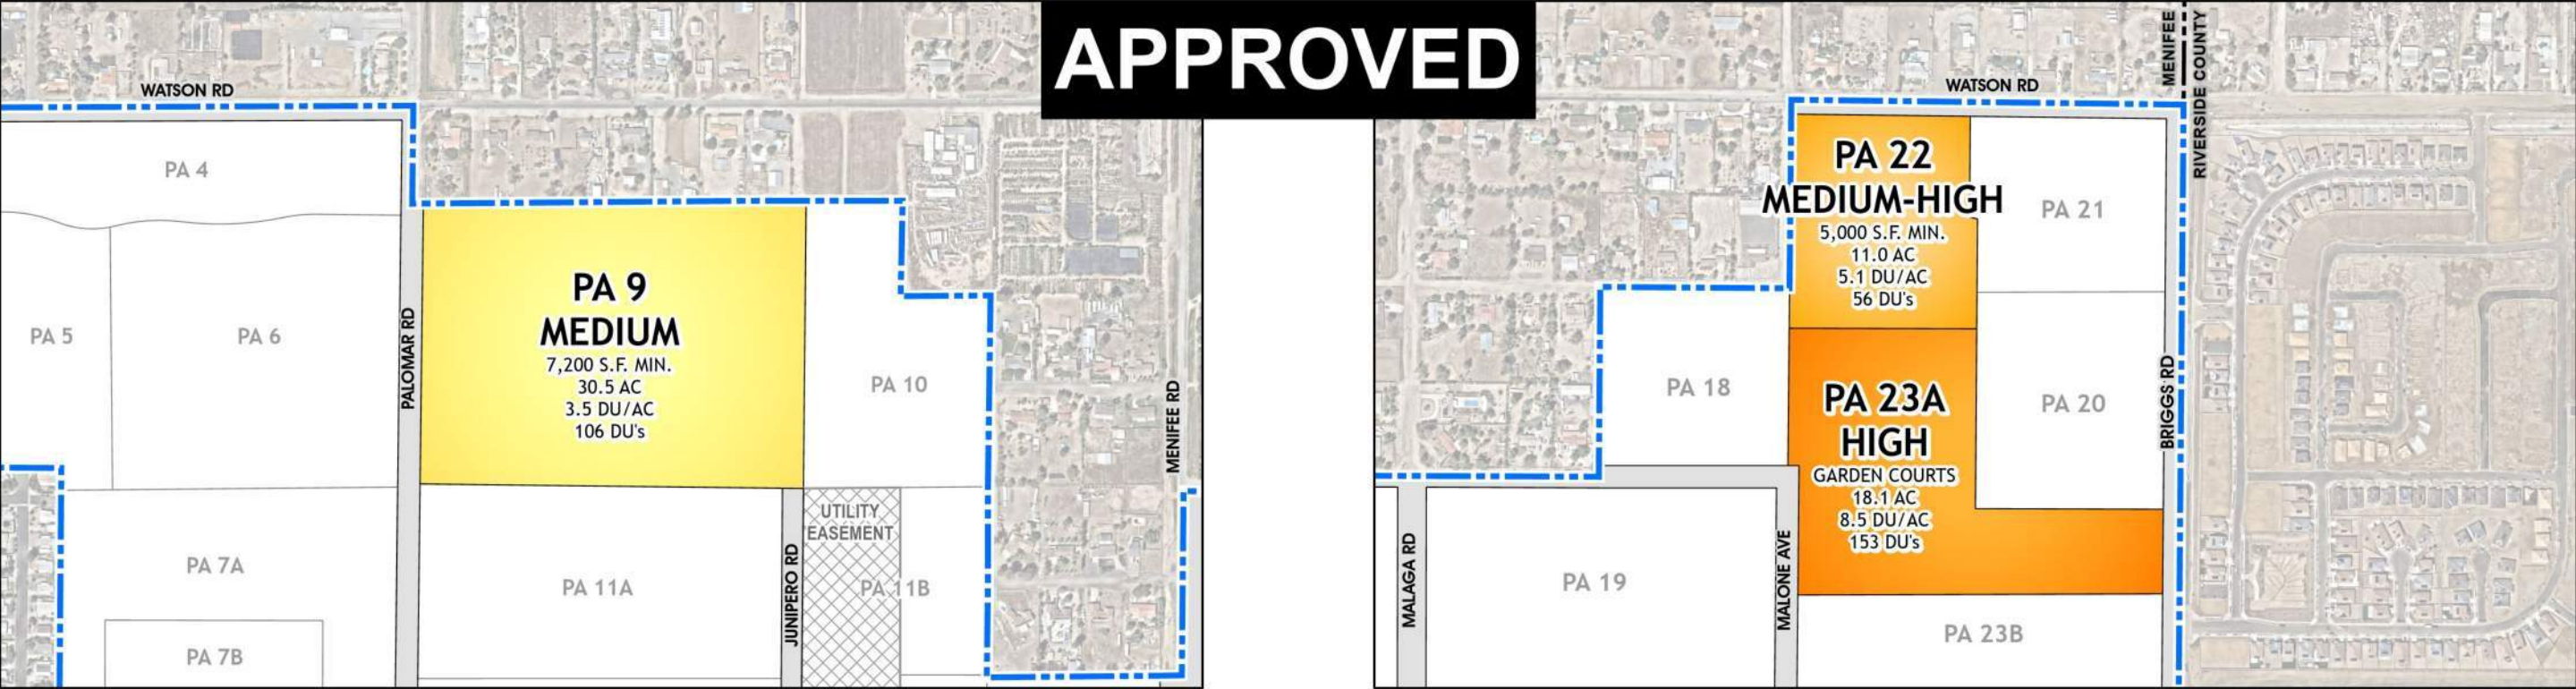 APPROVED
WATSON RD
PA 4
PA 5
PA 6
PALOMAR RD
PA 9
MEDIUM
7,200 S.F. MIN.
30.5 AC
3.5 DU/AC
106 DU's
PA 10
MENIFEE RD
PA 7A
PA 7B
PA 11A
JUNIPERO RD
UTILITY
EASEMENT
PA 11B
WATSON RD
MENIFEE
RIVERSIDE COUNTY
PA 22
MEDIUM-HIGH
5,000 S.F. MIN.
11.0 AC
5.1 DU/AC
56 DU's
PA 21
PA 18
PA 23A
HIGH
GARDEN COURTS
18.1 AC
8.5 DU/AC
153 DU's
PA 20
BRIGGS RD
MALAGA RD
PA 19
MALONE AVE
PA 23B